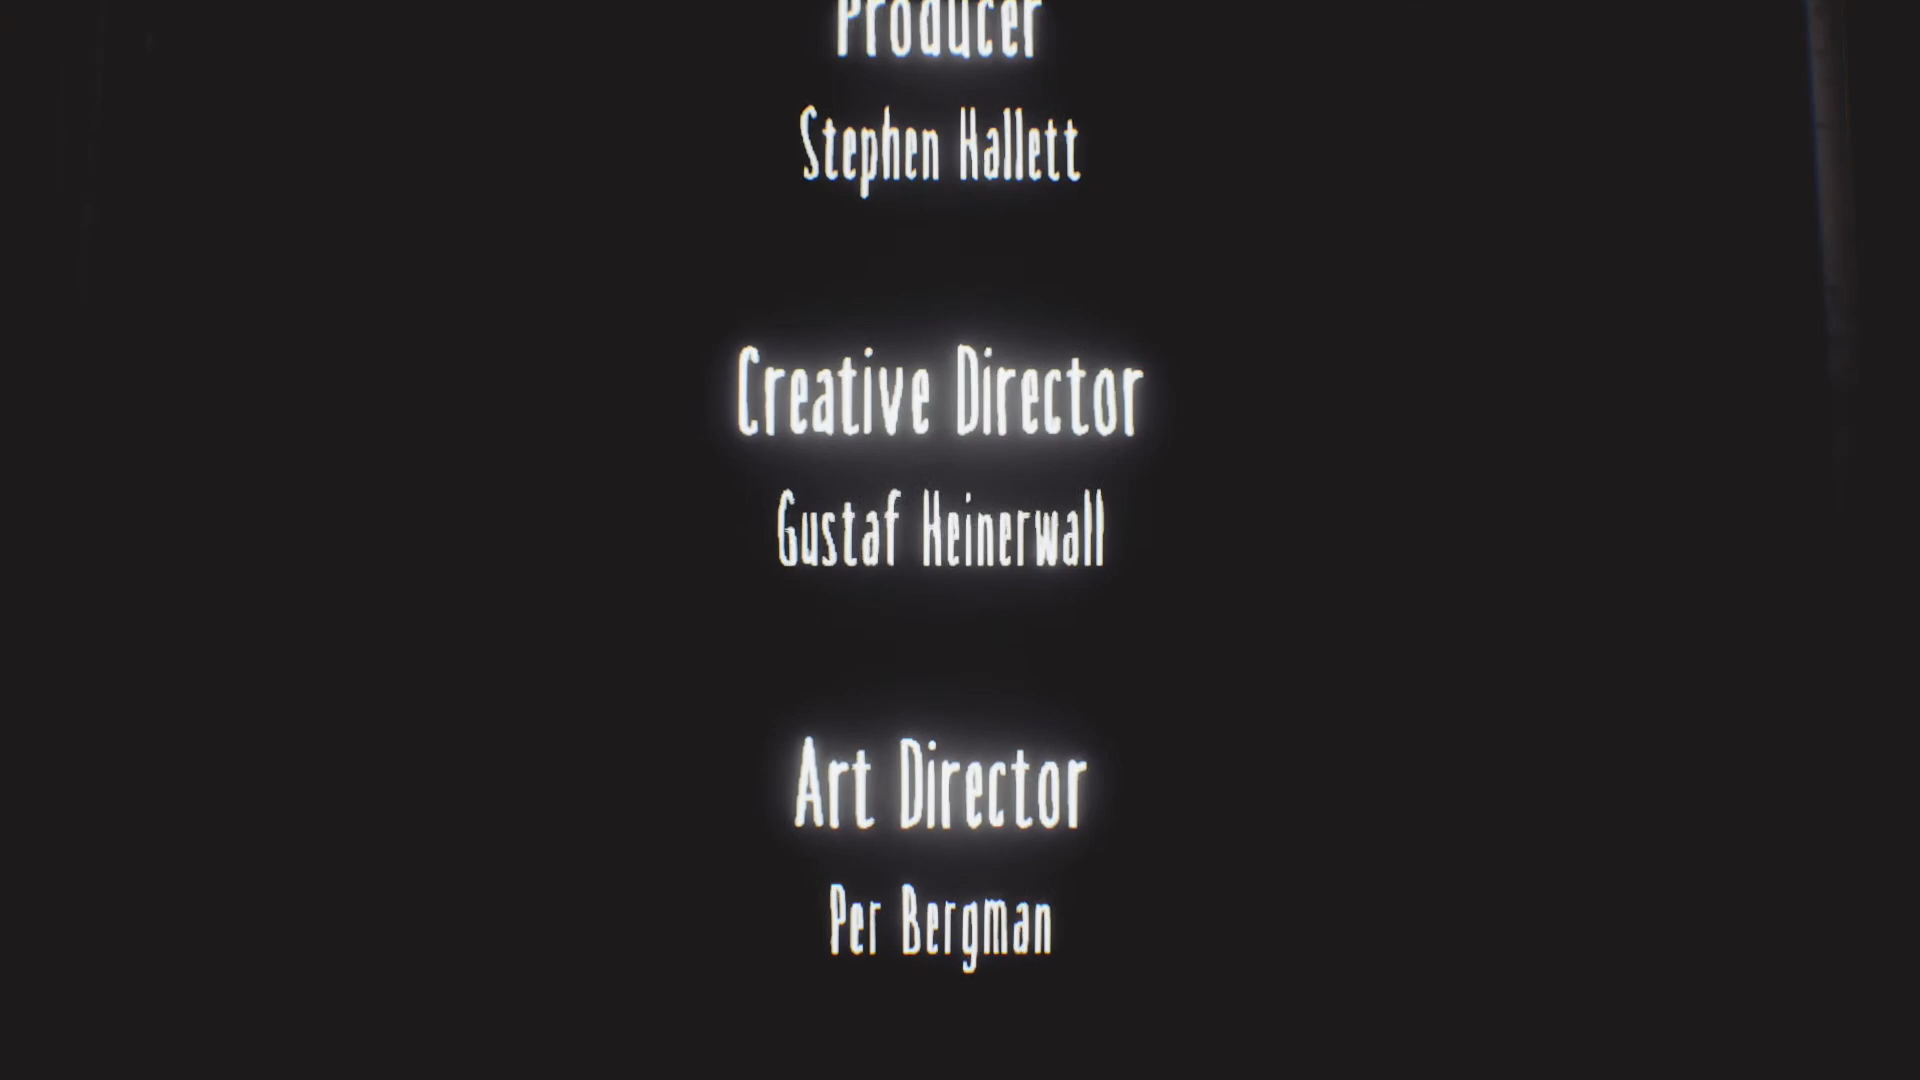 Producer
Stephen Hallett
Creative Director
Gustaf Heinerwall
Art Director
Per Bergman